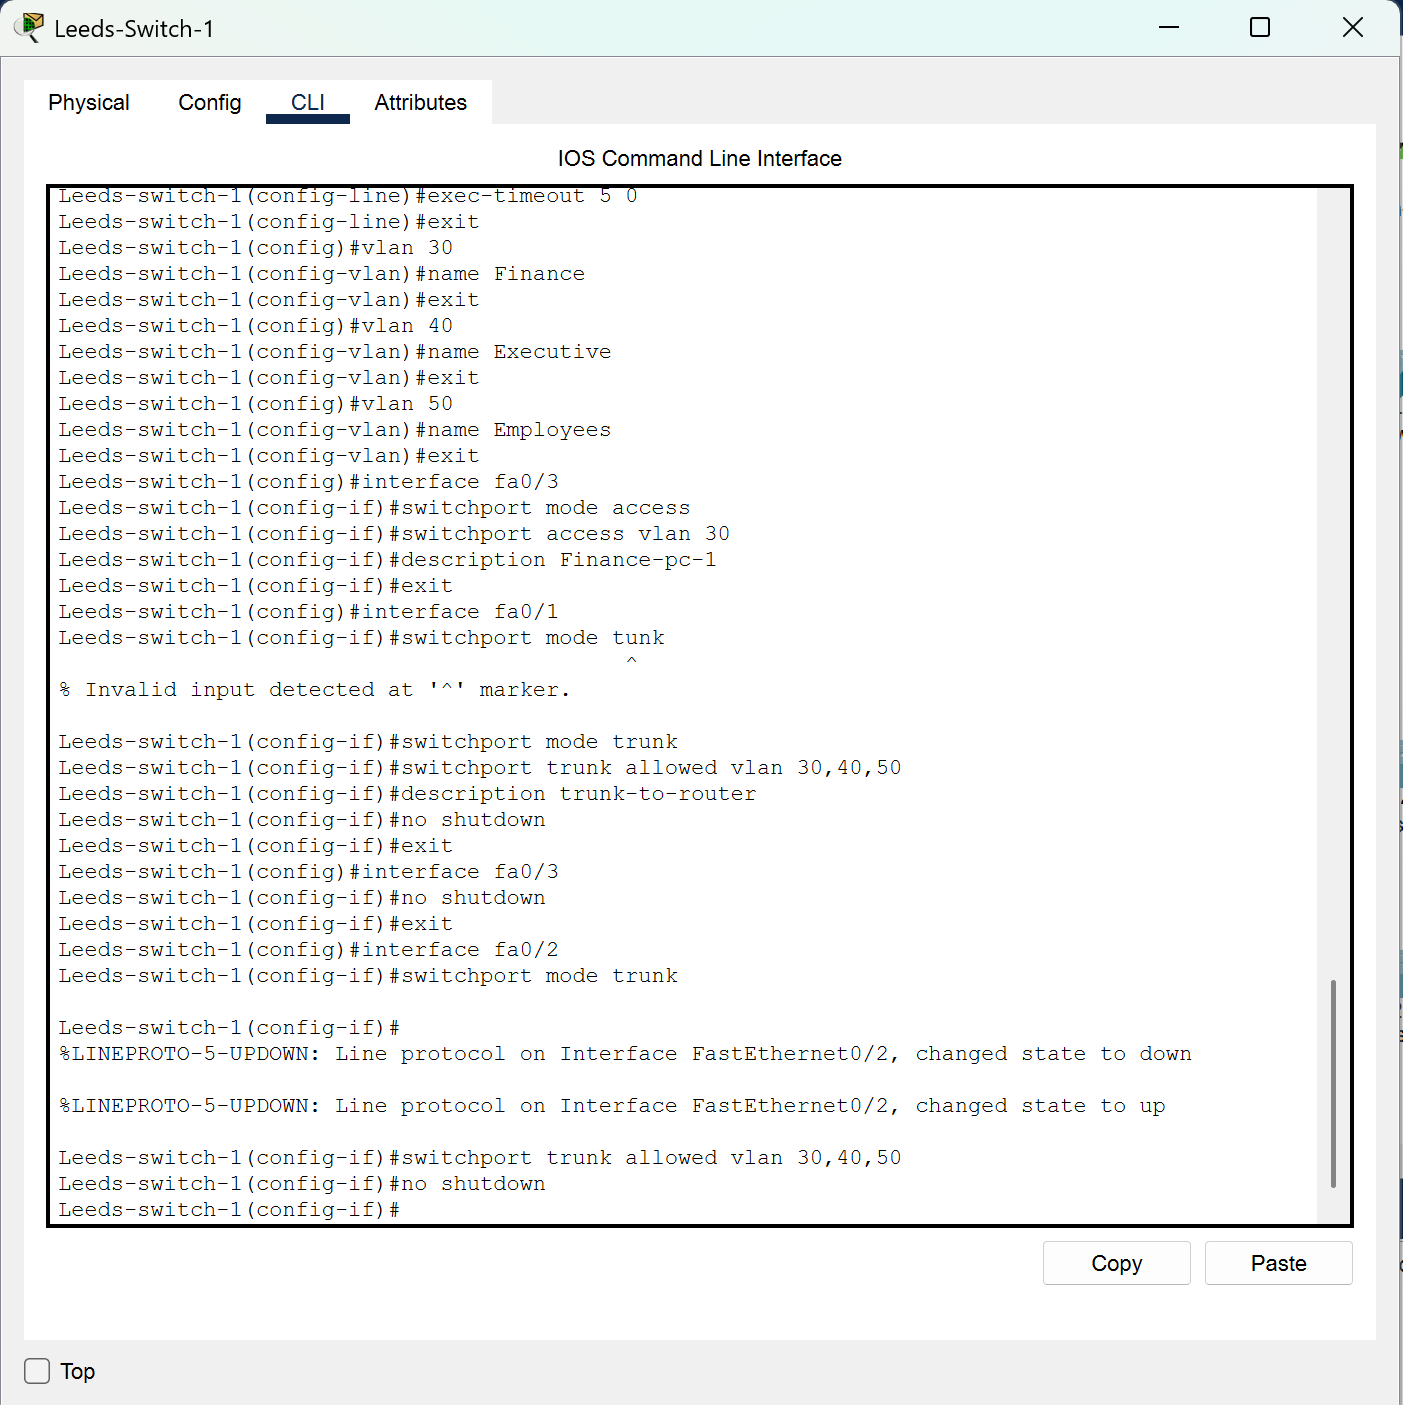 Leeds-Switch-1
Physical Config CLI Attributes
IOS Command Line Interface
Leeds-switch-1(config-line)#exec-timeout 5 0
Leeds-switch-1(config-line)#exit
Leeds-switch-1(config)#vlan 30
Leeds-switch-1(config-vlan)#name Finance
Leeds-switch-1(config-vlan)#exit
Leeds-switch-1(config)#vlan 40
Leeds-switch-1(config-vlan)#name Executive
Leeds-switch-1(config-vlan)#exit
Leeds-switch-1(config)#vlan 50
Leeds-switch-1(config-vlan)#name Employees
Leeds-switch-1(config-vlan)#exit
Leeds-switch-1(config)#interface fa0/3
Leeds-switch-1(config-if)#switchport mode access
Leeds-switch-1(config-if)#switchport access vlan 30
Leeds-switch-1(config-if)#description Finance-pc-1
Leeds-switch-1(config-if)#exit
Leeds-switch-1(config)#interface fa0/1
Leeds-switch-1(config-if)#switchport mode tunk
^
% Invalid input detected at '^' marker.
Leeds-switch-1(config-if)#switchport mode trunk
Leeds-switch-1(config-if)#switchport trunk allowed vlan 30,40,50
Leeds-switch-1(config-if)#description trunk-to-router
Leeds-switch-1(config-if)#no shutdown
Leeds-switch-1(config-if)#exit
Leeds-switch-1(config)#interface fa0/3
Leeds-switch-1(config-if)#no shutdown
Leeds-switch-1(config-if)#exit
Leeds-switch-1(config)#interface fa0/2
Leeds-switch-1(config-if)#switchport mode trunk
Leeds-switch-1(config-if)#
%LINEPROTO-5-UPDOWN: Line protocol on Interface FastEthernet0/2, changed state to down
%LINEPROTO-5-UPDOWN: Line protocol on Interface FastEthernet0/2, changed state to up
Leeds-switch-1(config-if)#switchport trunk allowed vlan 30,40,50
Leeds-switch-1(config-if)#no shutdown
Leeds-switch-1(config-if)#
Copy Paste
Top